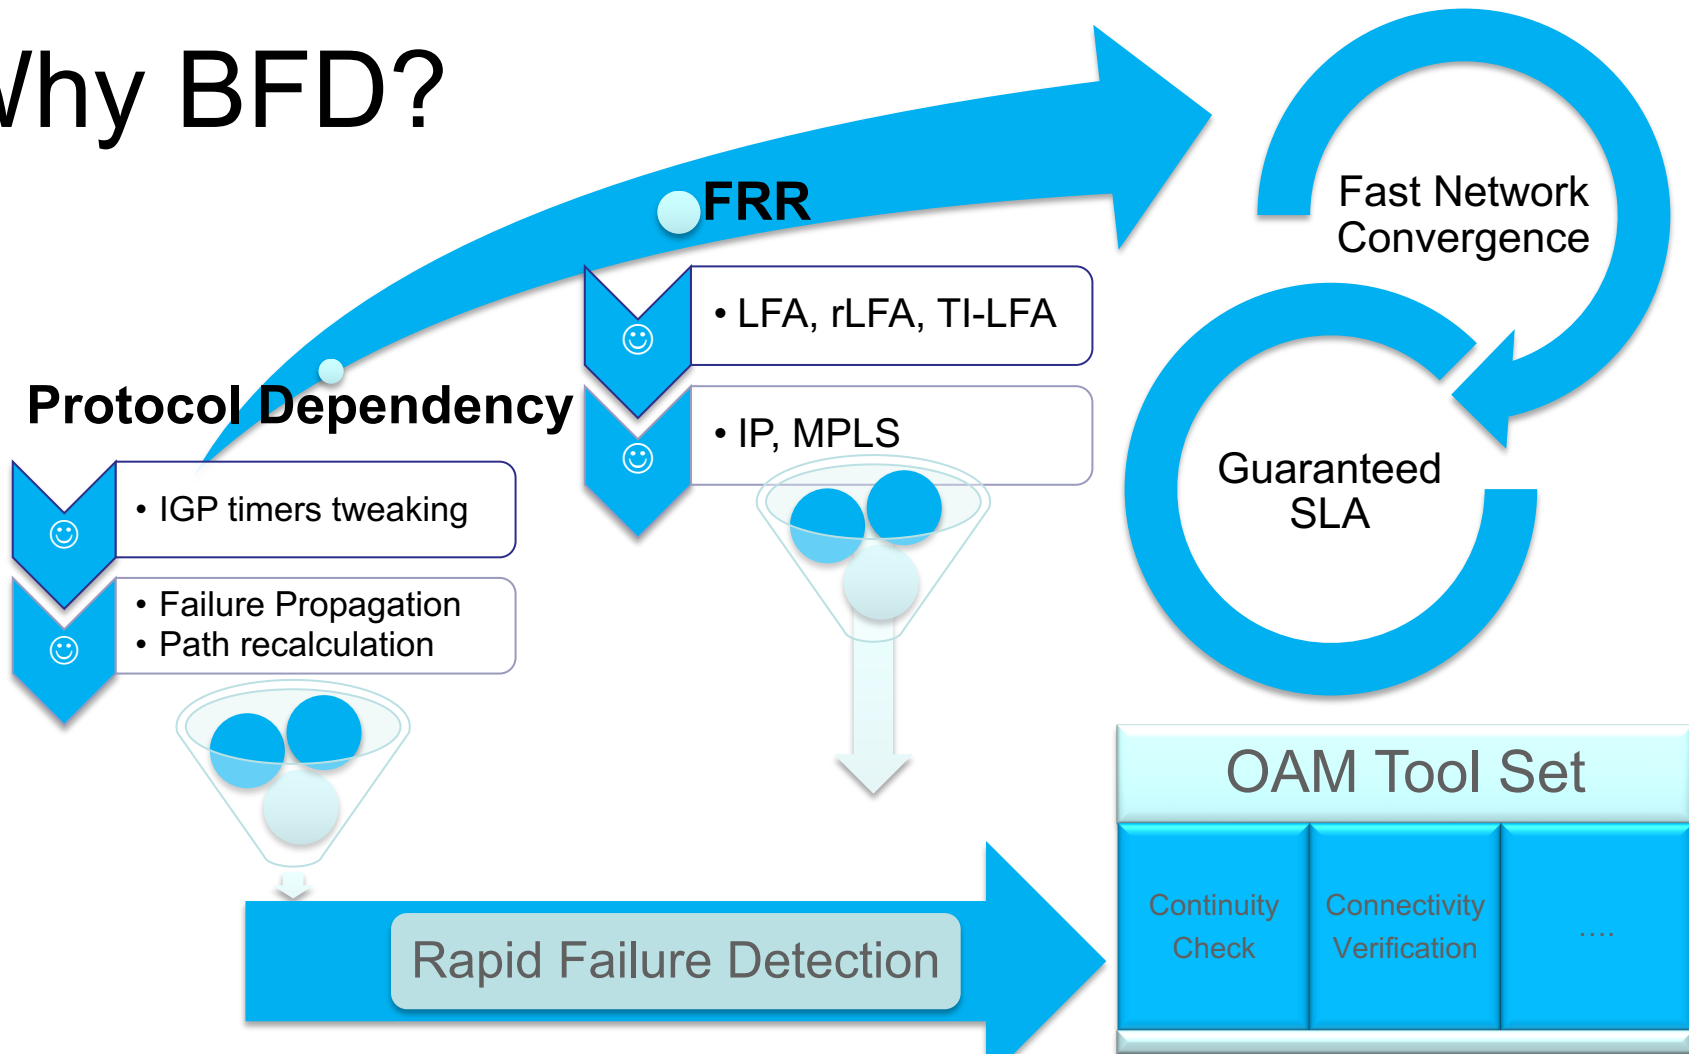 Why BFD?
FRR
• LFA, rLFA, TI-LFA
• IP, MPLS
Protocol Dependency
• IGP timers tweaking
• Failure Propagation
• Path recalculation
Fast Network
Convergence
Guaranteed
SLA
Rapid Failure Detection
OAM Tool Set
Continuity
Check
Connectivity
Verification
....